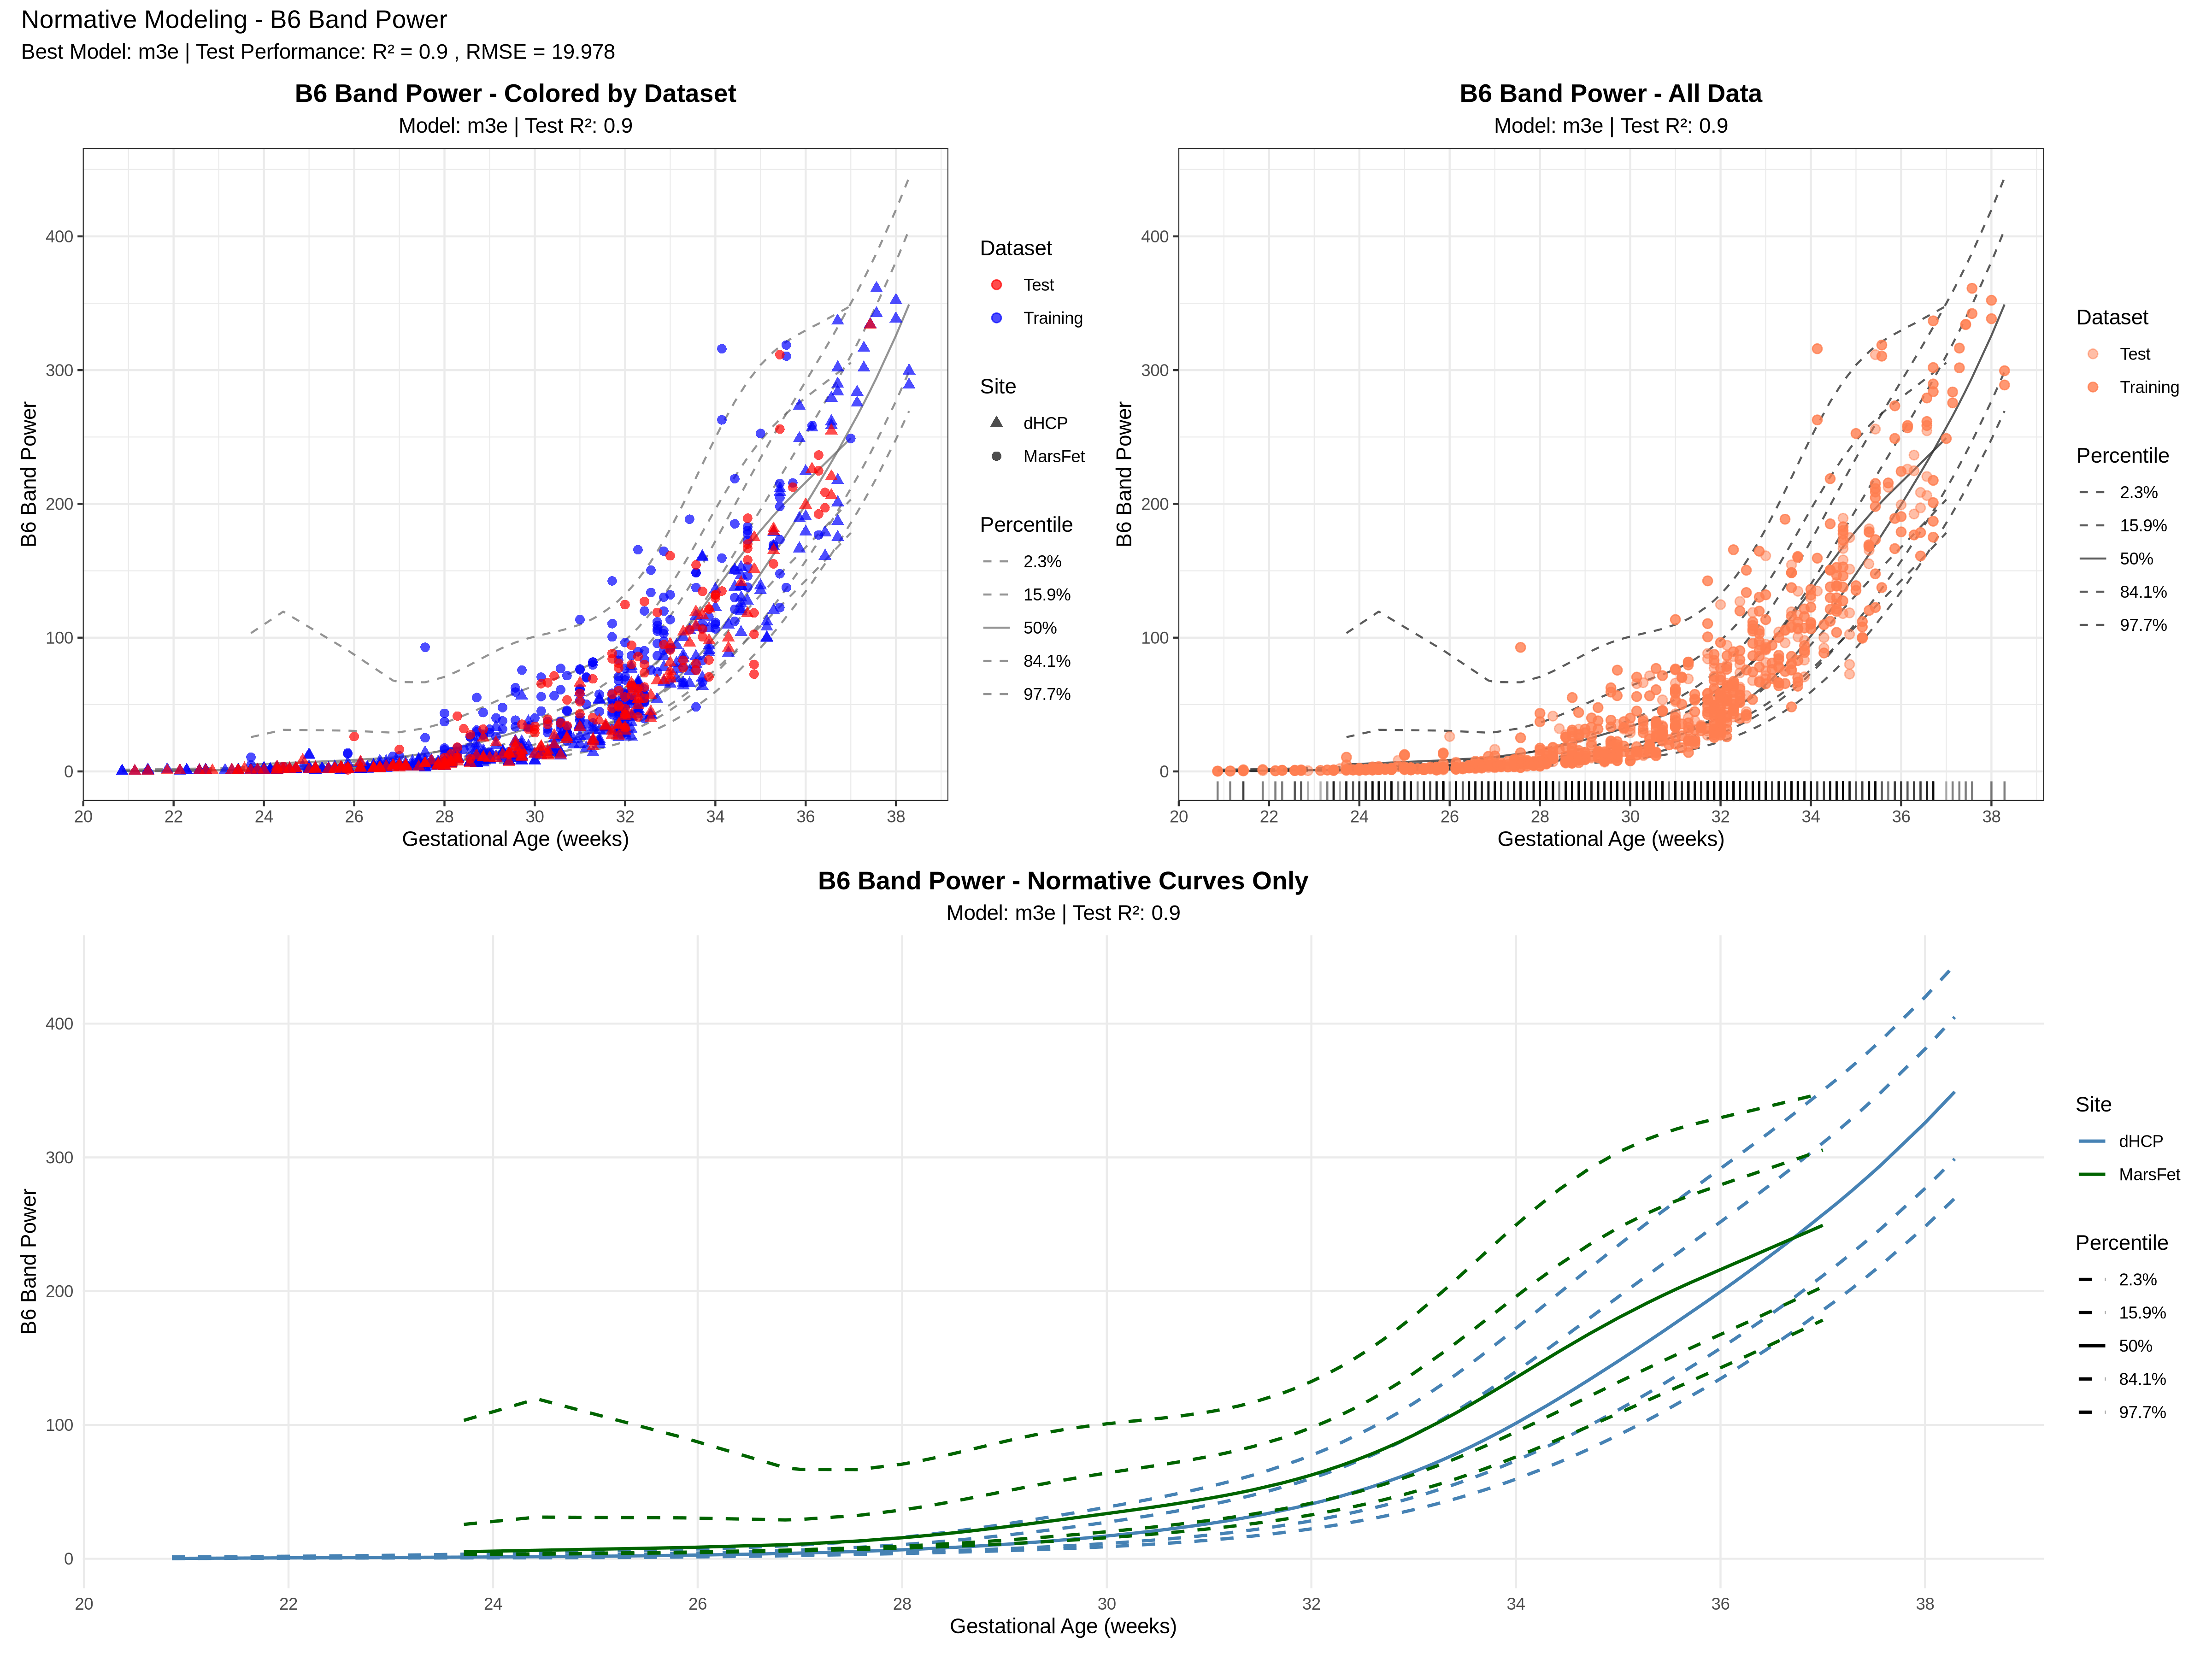 Normative Modeling - B6 Band Power
Best Model: m3e | Test Performance: R² = 0.9 , RMSE = 19.978
B6 Band Power - Colored by Dataset
Model: m3e | Test R²: 0.9
B6 Band Power
400
300
200
100
0
20 22 24 26 28 30 32 34 36 38
Gestational Age (weeks)
Dataset
Test
Training
Site
dHCP
MarsFet
Percentile
2.3%
15.9%
50%
84.1%
97.7%
B6 Band Power - All Data
Model: m3e | Test R²: 0.9
B6 Band Power
400
300
200
100
0
20 22 24 26 28 30 32 34 36 38
Gestational Age (weeks)
Dataset
Test
Training
Percentile
2.3%
15.9%
50%
84.1%
97.7%
B6 Band Power - Normative Curves Only
Model: m3e | Test R²: 0.9
B6 Band Power
400
300
200
100
0
20 22 24 26 28 30 32 34 36 38
Gestational Age (weeks)
Site
dHCP
MarsFet
Percentile
2.3%
15.9%
50%
84.1%
97.7%